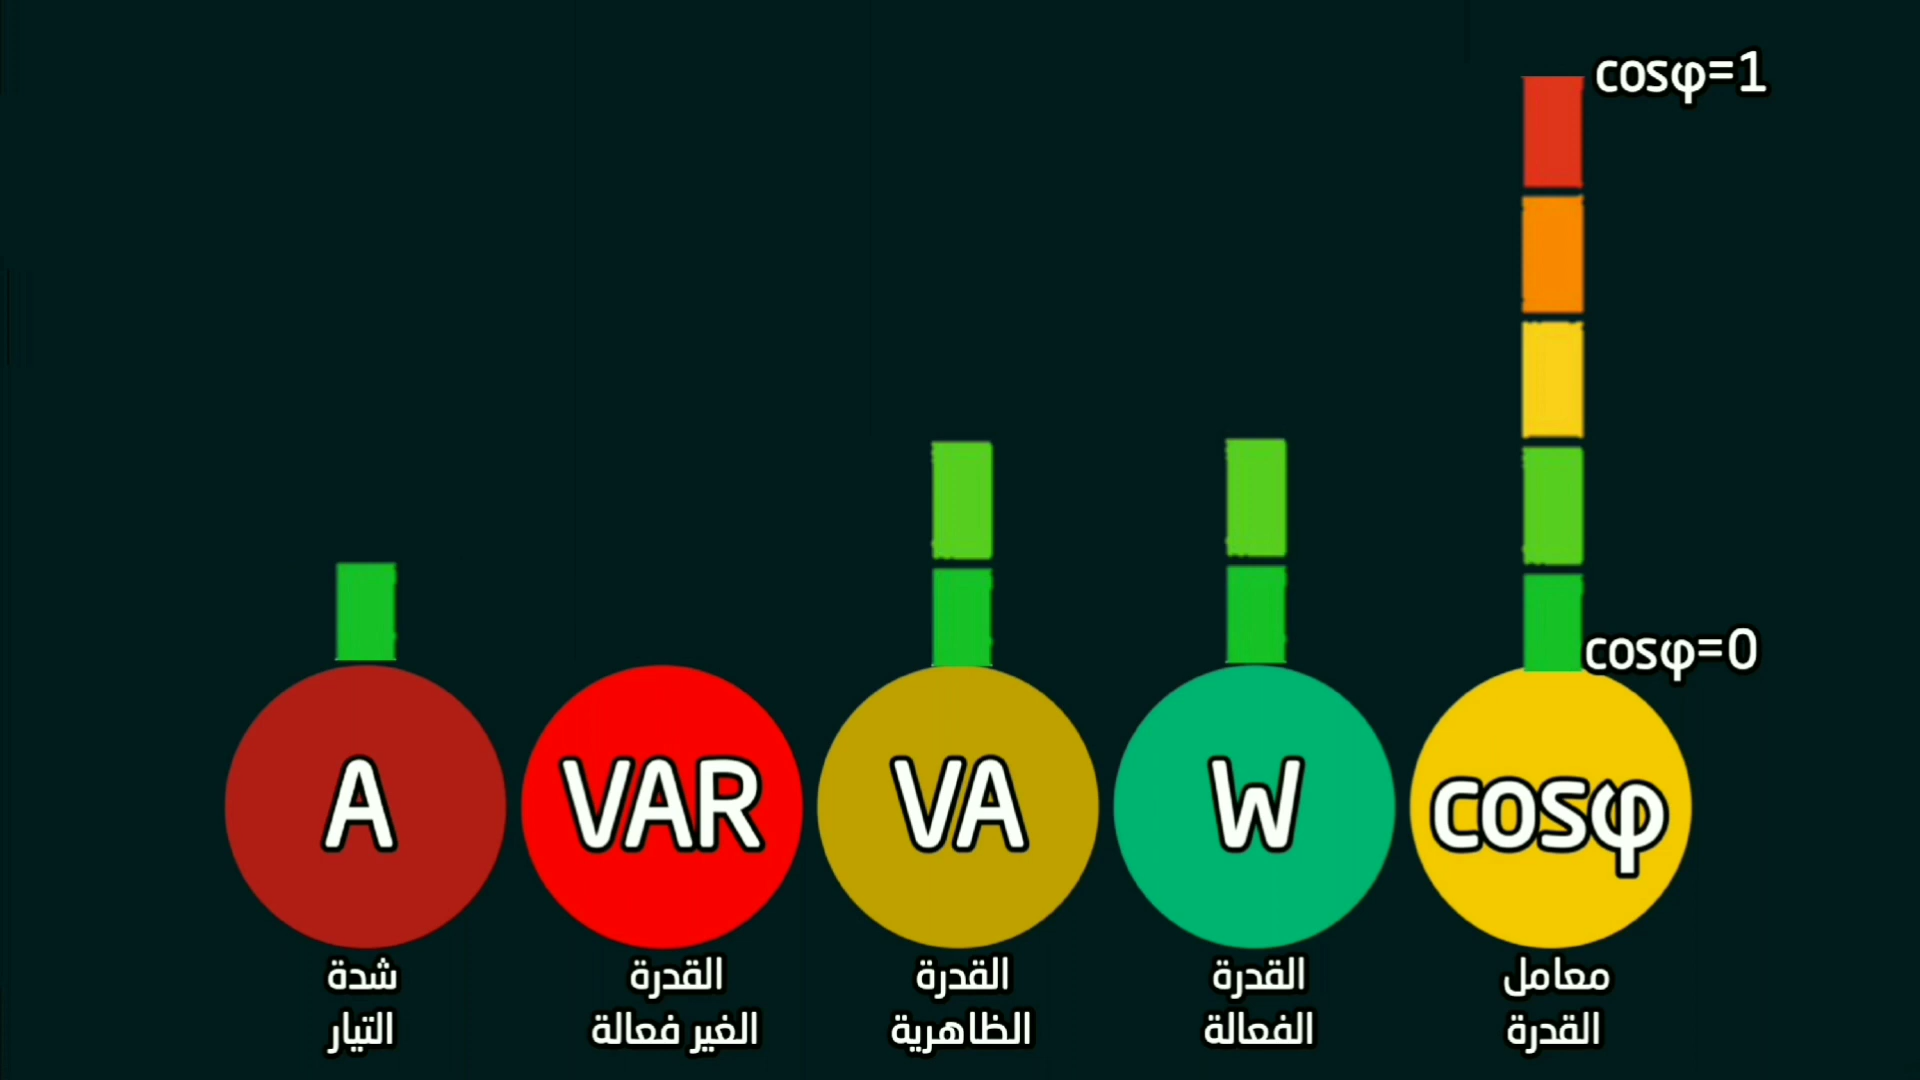 cosφ=1
cosφ=0
A
VAR
VA
W
cosφ
شدة
التيار
القدرة
الغير فعالة
القدرة
الظاهرية
القدرة
الفعالة
معامل
القدرة